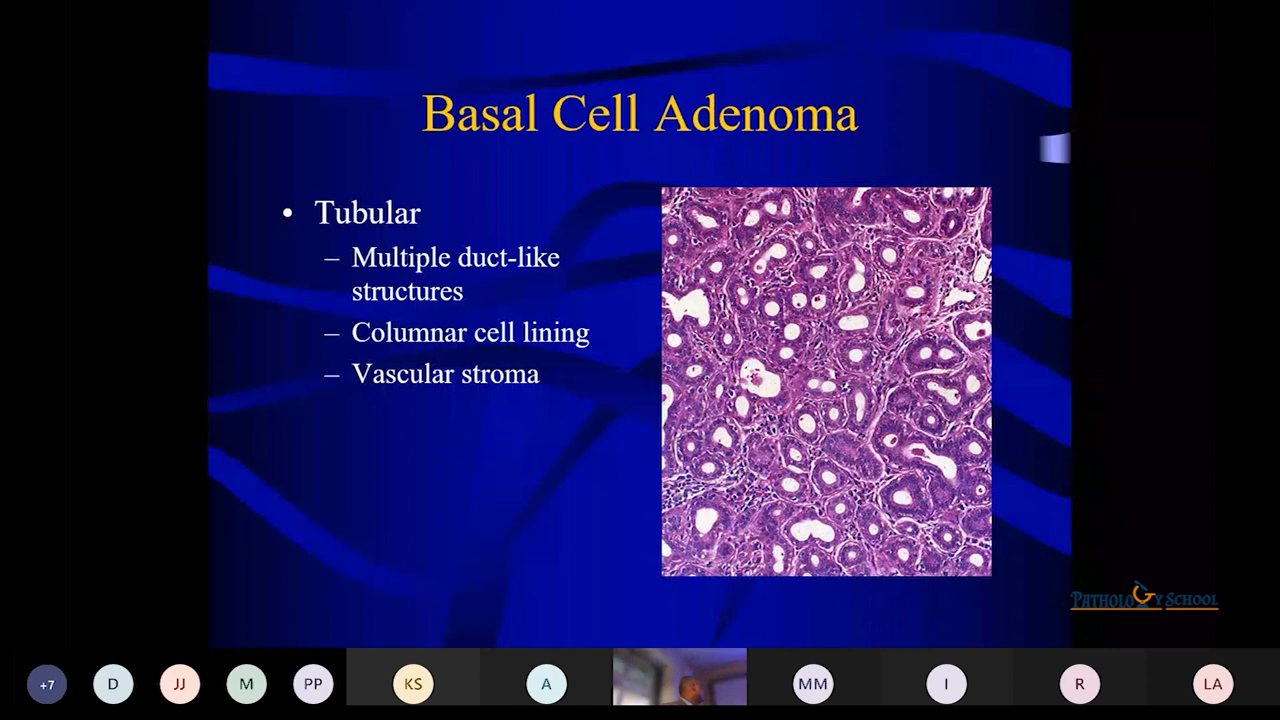 Basal Cell Adenoma
• Tubular
– Multiple duct-like
structures
– Columnar cell lining
– Vascular stroma
PATHOLOGY SCHOOL
+7 D JJ M PP KS A MM I R LA